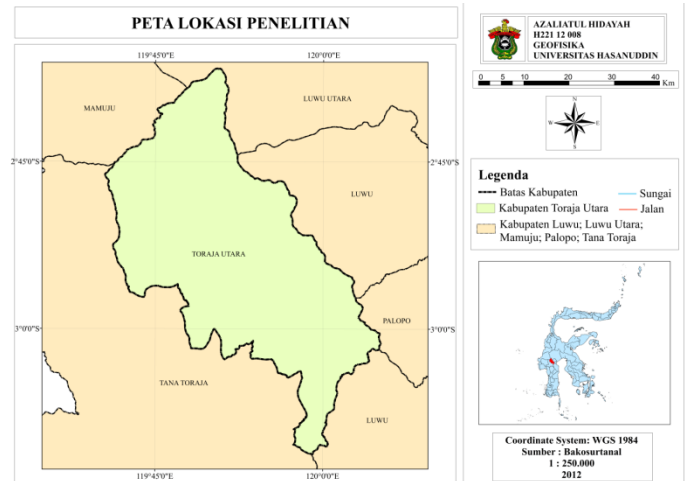 PETA LOKASI PENELITIAN
119°45'0"E
120°0'0"E
MAMUJU
LUWU UTARA
2°45'0"S
2°45'0"S
LUWU
TORAJA UTARA
PALOPO
3°0'0"S
3°0'0"S
TANA TORAJA
LUWU
119°45'0"E
120°0'0"E
AZALIATUL HIDAYAH
H221 12 008
GEOFISIKA
UNIVERSITAS HASANUDDIN
0 5 10 20 30 40
Km
N
W E
S
Legenda
Batas Kabupaten
Sungai
Kabupaten Toraja Utara
Jalan
Kabupaten Luwu; Luwu Utara;
Mamuju; Palopo; Tana Toraja
Coordinate System: WGS 1984
Sumber : Bakosurtanal
1 : 250.000
2012